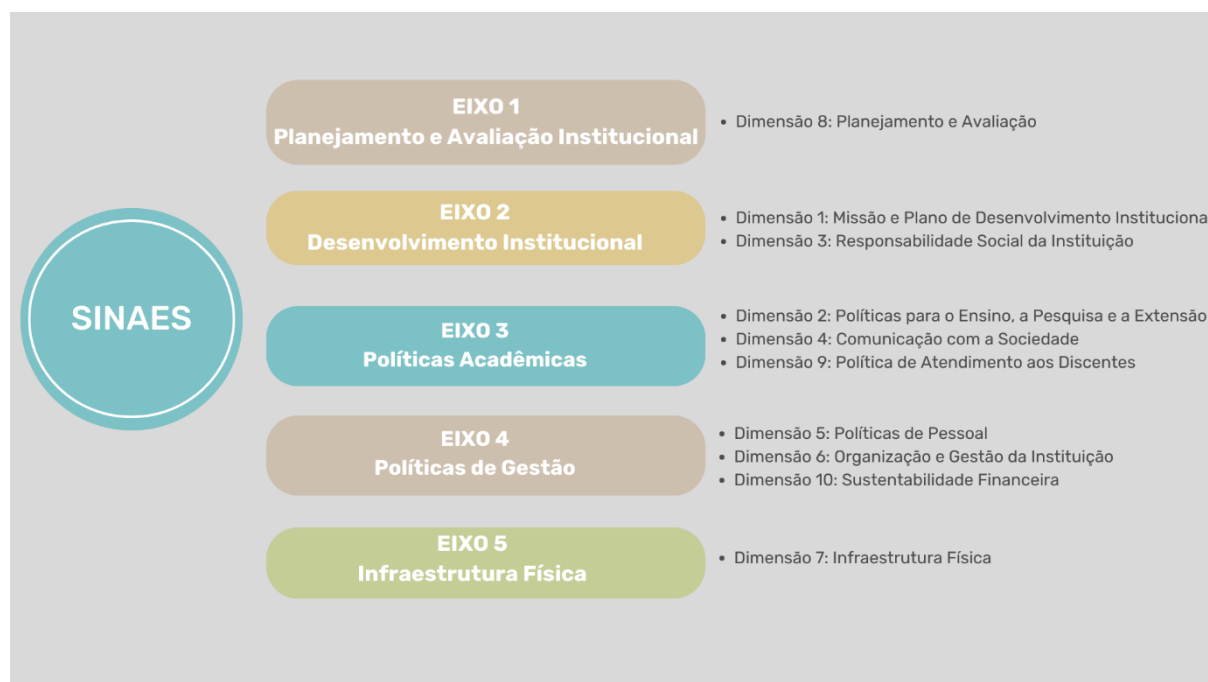 SINAES
EIXO 1
Planejamento e Avaliação Institucional
• Dimensão 8: Planejamento e Avaliação
EIXO 2
Desenvolvimento Institucional
• Dimensão 1: Missão e Plano de Desenvolvimento Instituciona
• Dimensão 3: Responsabilidade Social da Instituição
EIXO 3
Políticas Acadêmicas
• Dimensão 2: Políticas para o Ensino, a Pesquisa e a Extensão
• Dimensão 4: Comunicação com a Sociedade
• Dimensão 9: Política de Atendimento aos Discentes
EIXO 4
Políticas de Gestão
• Dimensão 5: Políticas de Pessoal
• Dimensão 6: Organização e Gestão da Instituição
• Dimensão 10: Sustentabilidade Financeira
EIXO 5
Infraestrutura Física
• Dimensão 7: Infraestrutura Física